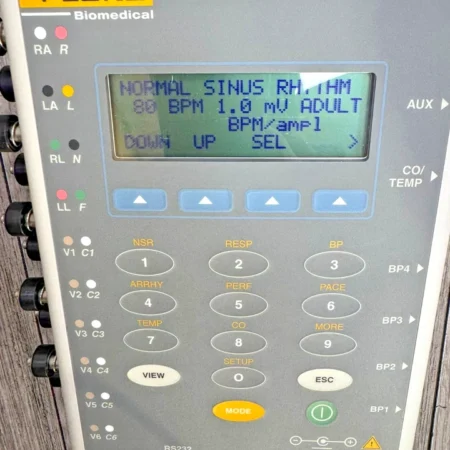 Biomedical
RA R
LA L
RL N
LL F
V1 C1
V2 C2
V3 C3
V4 C4
V5 C5
V6 C6
NORMAL SINUS RHYTHM
80 BPM 1.0 mV ADULT
BPM/ampl
DOWN UP SEL >
NSR RESP BP
1 2 3
ARRHY PERF PACE
4 5 6
TEMP CO MORE
7 8 9
SETUP
VIEW 0 ESC
MODE
RS232
AUX
CO/
TEMP
BP4
BP3
BP2
BP1